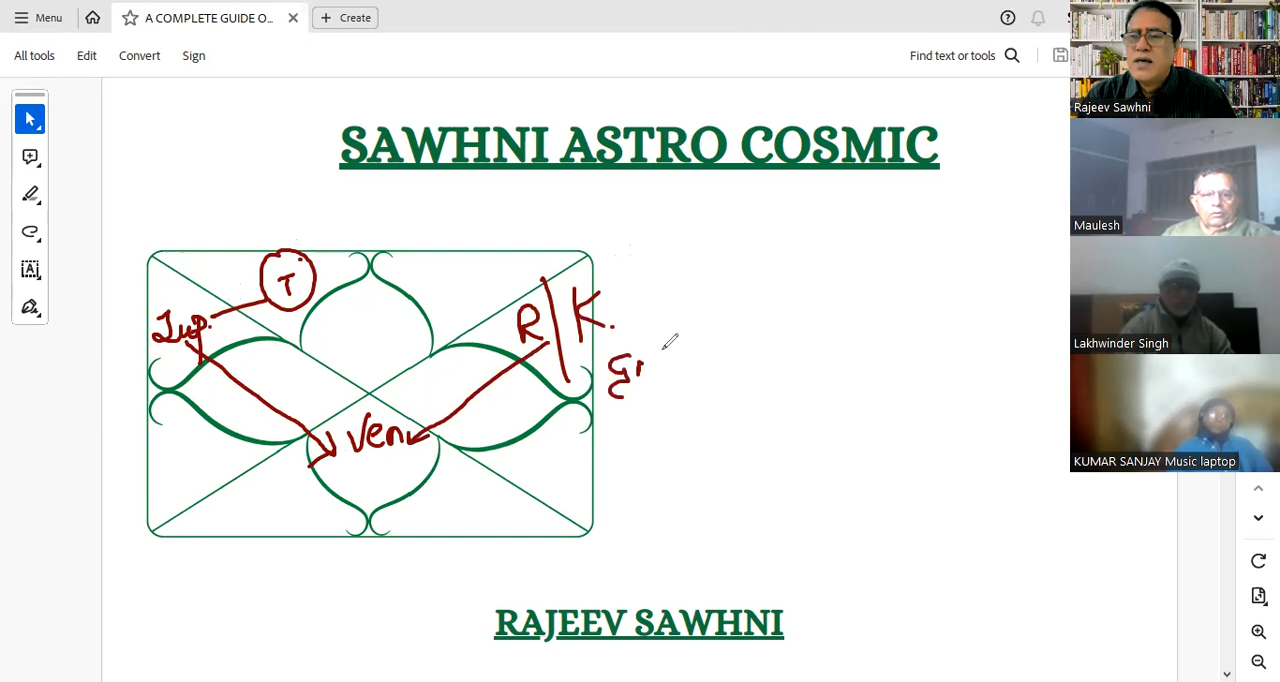 Menu
A COMPLETE GUIDE O...
Create
All tools
Edit
Convert
Sign
Find text or tools
SAWHNI ASTRO COSMIC
T
Jup.
R
K.
Ven
RAJEEV SAWHNI
Rajeev Sawhni
Maulesh
Lakhwinder Singh
KUMAR SANJAY Music laptop